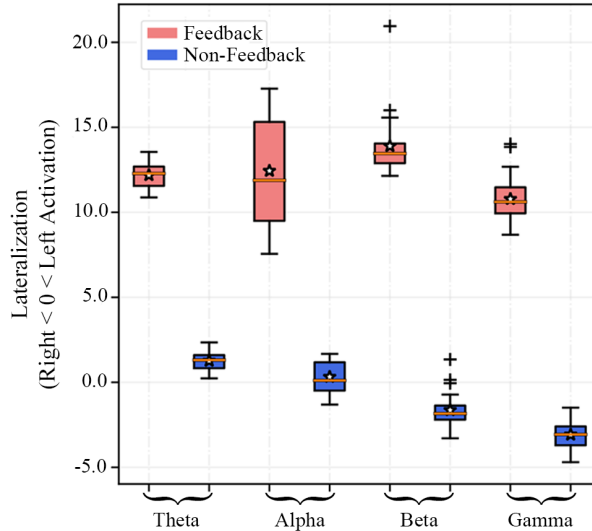 Feedback
Non-Feedback
20.0
15.0
10.0
5.0
0.0
-5.0
Lateralization
(Right < 0 < Left Activation)
Theta
Alpha
Beta
Gamma